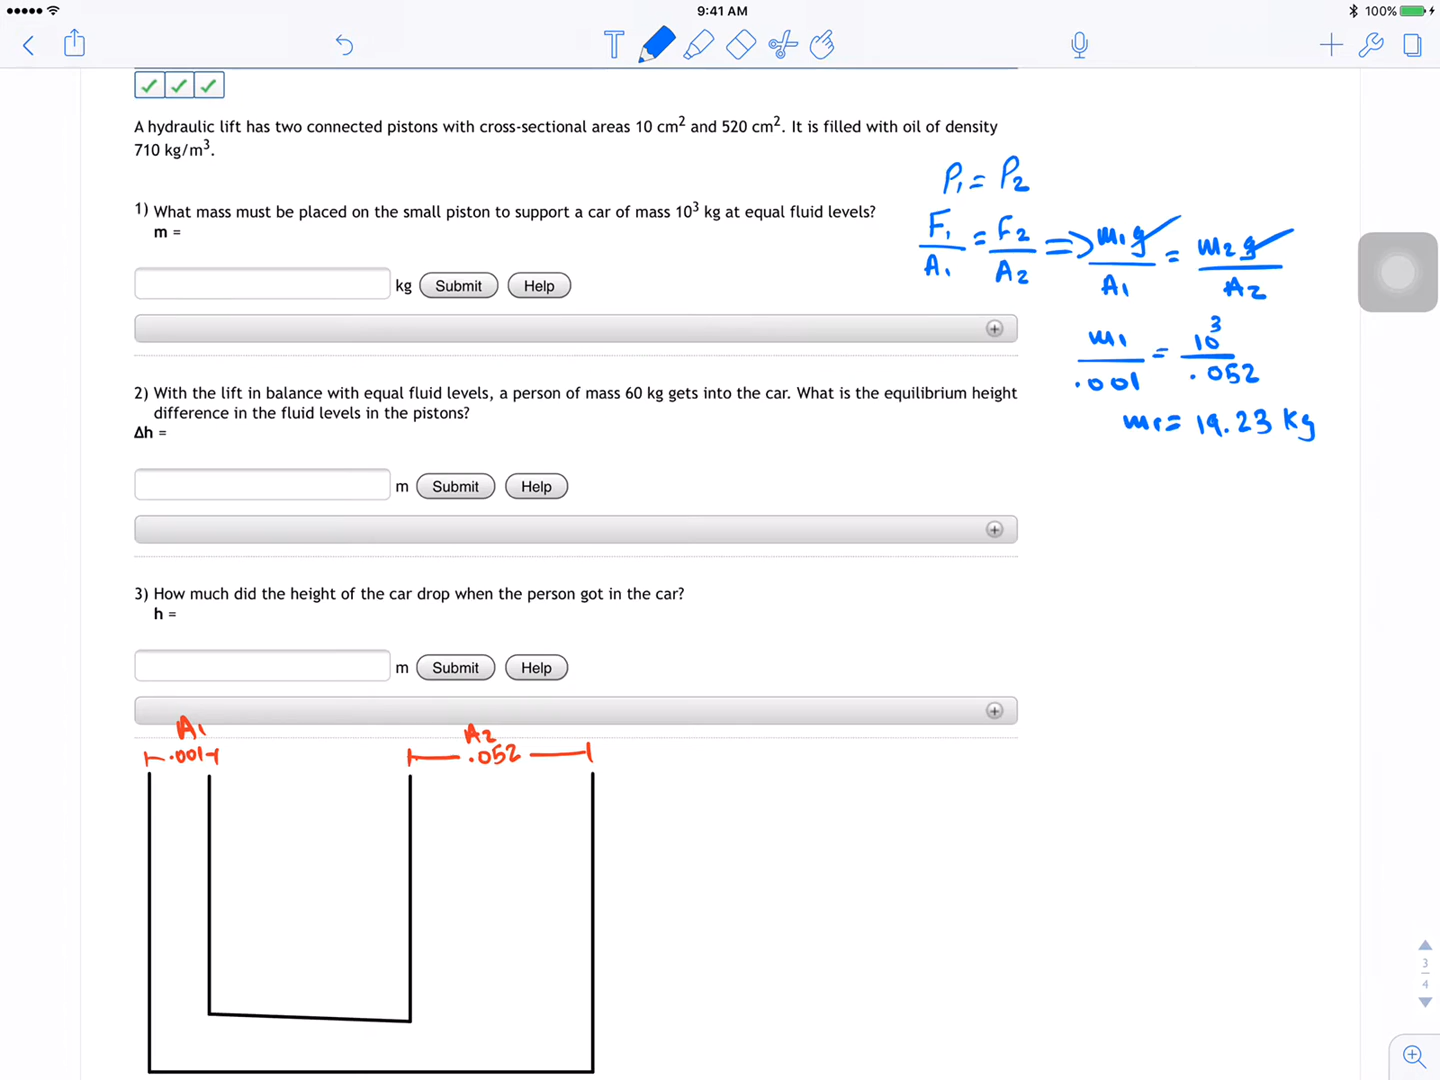 9:41 AM
100%
A hydraulic lift has two connected pistons with cross-sectional areas 10 cm² and 520 cm². It is filled with oil of density
710 kg/m³.
P₁ = P₂
1) What mass must be placed on the small piston to support a car of mass 10³ kg at equal fluid levels?
m =
F₁/A₁ = F₂/A₂ => m₁g/A₁ = m₂g/A₂
kg Submit Help
m₁/.001 = 10³/.052
2) With the lift in balance with equal fluid levels, a person of mass 60 kg gets into the car. What is the equilibrium height
difference in the fluid levels in the pistons?
m₁ = 19.23 kg
Δh =
m Submit Help
3) How much did the height of the car drop when the person got in the car?
h =
m Submit Help
A₁ A₂
.001 .052
3
4